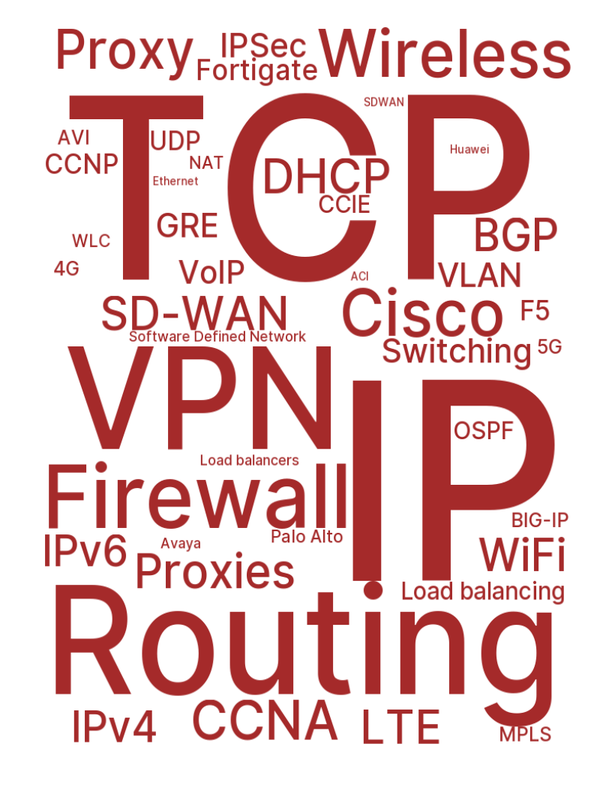 Proxy
IPSec
Wireless
Fortigate
TCP
SDWAN
AVI
UDP
Huawei
CCNP
NAT
DHCP
Ethernet
CCIE
GRE
BGP
WLC
4G
VoIP
ACI
VLAN
SD-WAN
Cisco
F5
Software Defined Network
Switching
5G
VPN
IP
OSPF
Load balancers
Firewall
BIG-IP
Palo Alto
IPv6
Avaya
WiFi
Proxies
Load balancing
Routing
IPv4
CCNA
LTE
MPLS